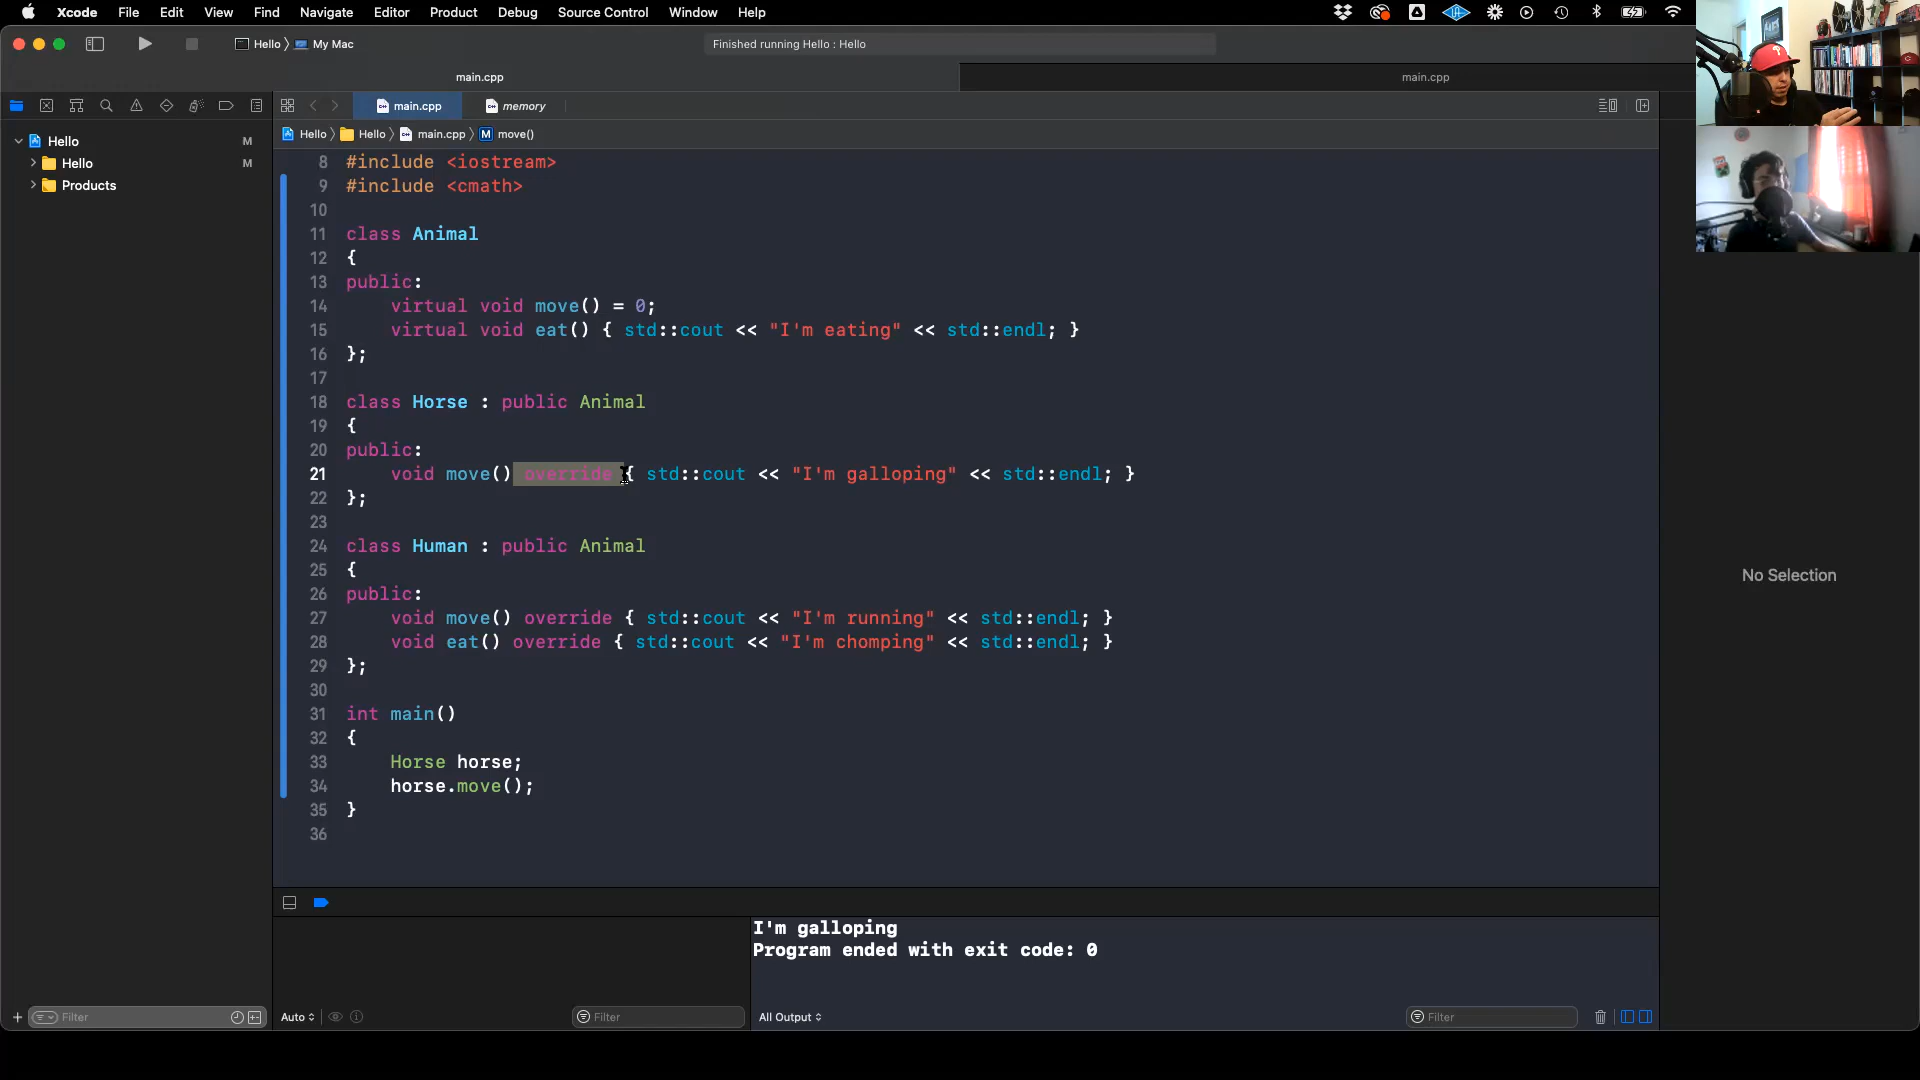 Xcode File Edit View Find Navigate Editor Product Debug Source Control Window Help
Hello My Mac
Finished running Hello : Hello
main.cpp
main.cpp
main.cpp memory
Hello Hello main.cpp M move()
Hello M
Hello M
Products
8 #include <iostream>
9 #include <cmath>
10
11 class Animal
12 {
13 public:
14 virtual void move() = 0;
15 virtual void eat() { std::cout << "I'm eating" << std::endl; }
16 };
17
18 class Horse : public Animal
19 {
20 public:
21 void move() override { std::cout << "I'm galloping" << std::endl; }
22 };
23
24 class Human : public Animal
25 {
26 public:
27 void move() override { std::cout << "I'm running" << std::endl; }
28 void eat() override { std::cout << "I'm chomping" << std::endl; }
29 };
30
31 int main()
32 {
33 Horse horse;
34 horse.move();
35 }
36
No Selection
I'm galloping
Program ended with exit code: 0
Filter
Auto
Filter
All Output
Filter